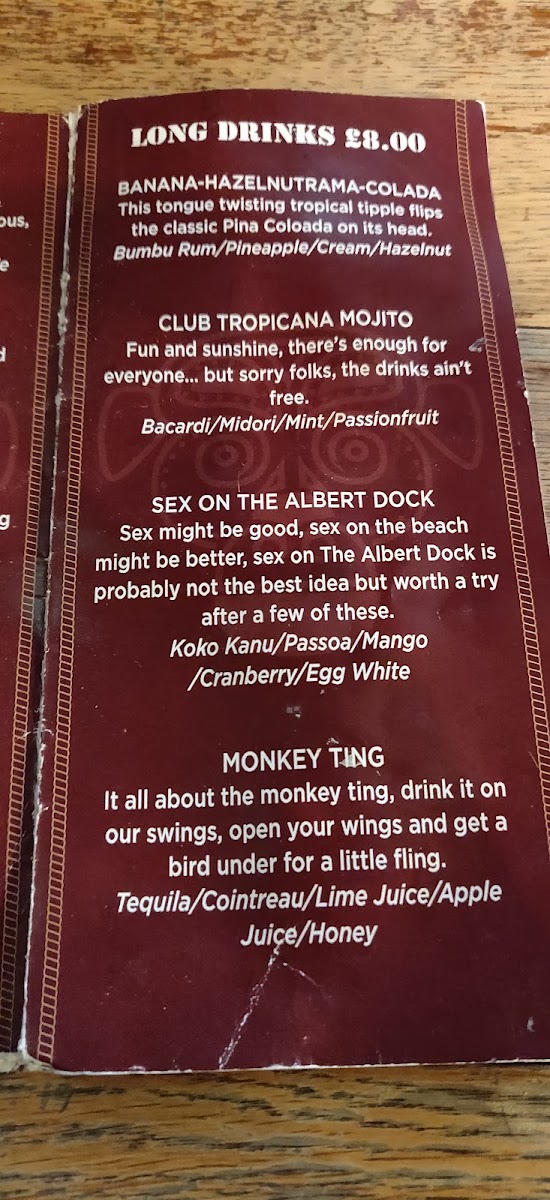 ous,
e
d
g
LONG DRINKS £8.00
BANANA-HAZELNUTRAMA-COLADA
This tongue twisting tropical tipple flips
the classic Pina Coloada on its head.
Bumbu Rum/Pineapple/Cream/Hazelnut
CLUB TROPICANA MOJITO
Fun and sunshine, there's enough for
everyone... but sorry folks, the drinks ain't
free.
Bacardi/Midori/Mint/Passionfruit
SEX ON THE ALBERT DOCK
Sex might be good, sex on the beach
might be better, sex on The Albert Dock is
probably not the best idea but worth a try
after a few of these.
Koko Kanu/Passoa/Mango
/Cranberry/Egg White
MONKEY TING
It all about the monkey ting, drink it on
our swings, open your wings and get a
bird under for a little fling.
Tequila/Cointreau/Lime Juice/Apple
Juice/Honey